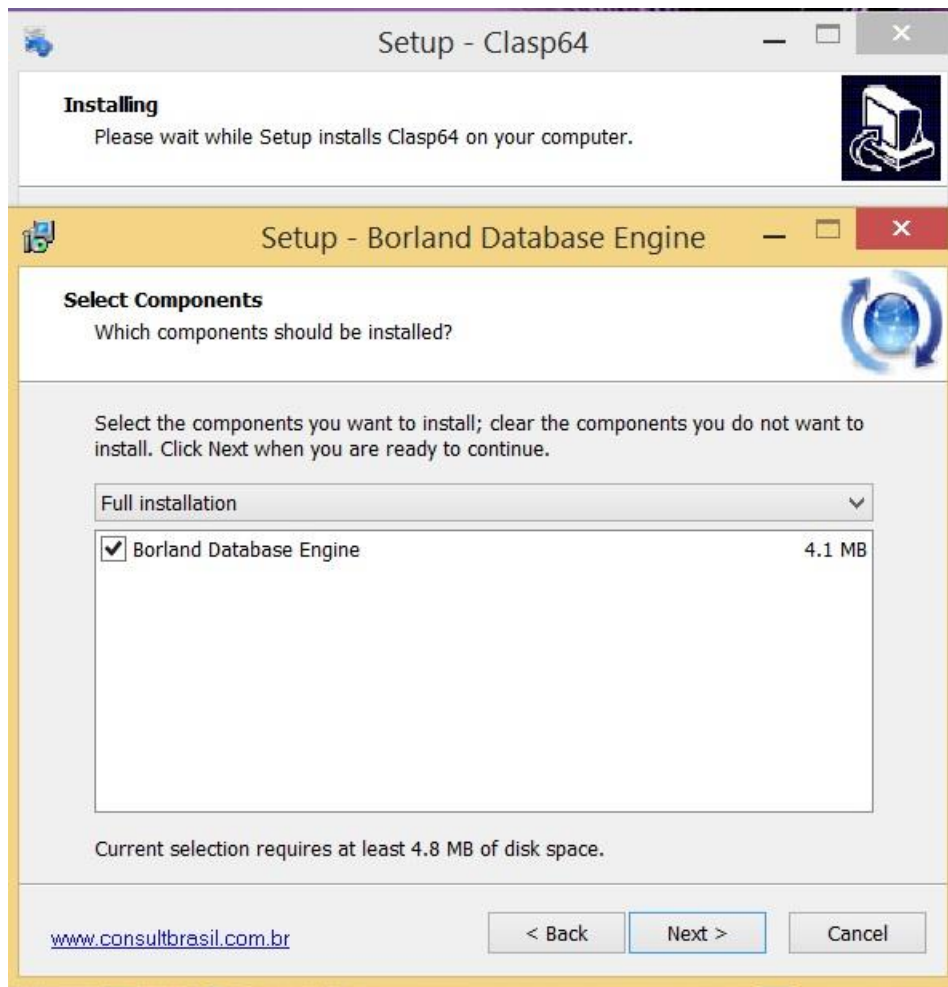 Setup - Clasp64
Installing
Please wait while Setup installs Clasp64 on your computer.
Setup - Borland Database Engine
Select Components
Which components should be installed?
Select the components you want to install; clear the components you do not want to
install. Click Next when you are ready to continue.
Full installation
Borland Database Engine 4.1 MB
Current selection requires at least 4.8 MB of disk space.
www.consultbrasil.com.br < Back Next > Cancel